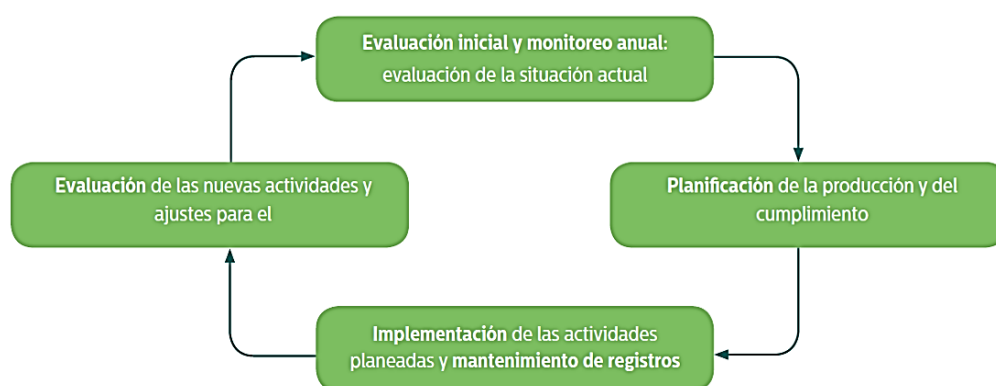 Evaluación inicial y monitoreo anual:
evaluación de la situación actual
Planificación de la producción y del
cumplimiento
Implementación de las actividades
planeadas y mantenimiento de registros
Evaluación de las nuevas actividades y
ajustes para el